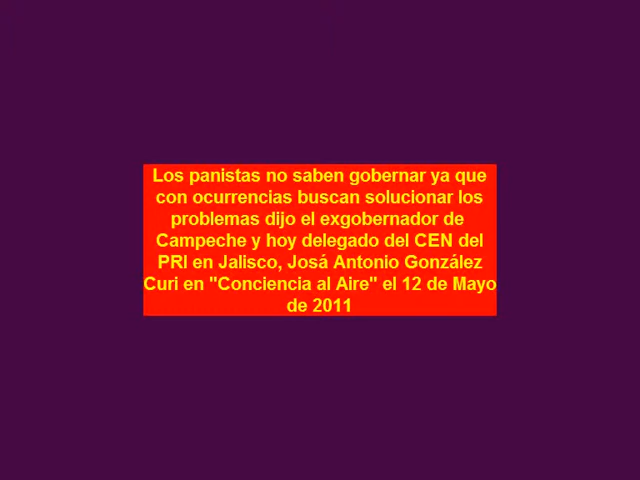 Los panistas no saben gobernar ya que
con ocurrencias buscan solucionar los
problemas dijo el exgobernador de
Campeche y hoy delegado del CEN del
PRI en Jalisco, Josá Antonio González
Curi en "Conciencia al Aire" el 12 de Mayo
de 2011